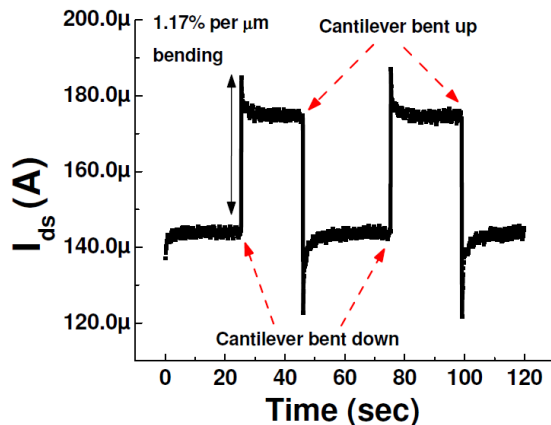 1.17% per μm
bending
Cantilever bent up
200.0μ
180.0μ
160.0μ
140.0μ
120.0μ
I_ds (A)
Cantilever bent down
0 20 40 60 80 100 120
Time (sec)